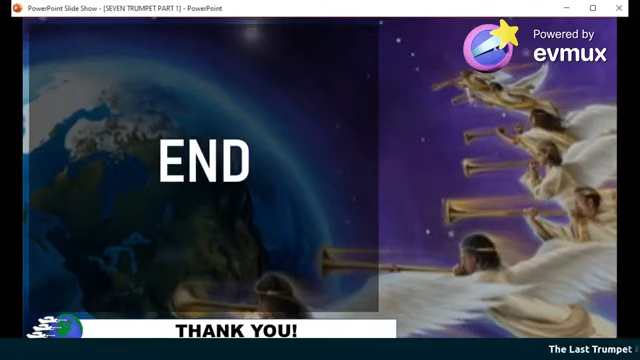 PowerPoint Slide Show - [SEVEN TRUMPET PART 1] - PowerPoint
Powered by
evmux
END
THANK YOU!
The Last Trumpet